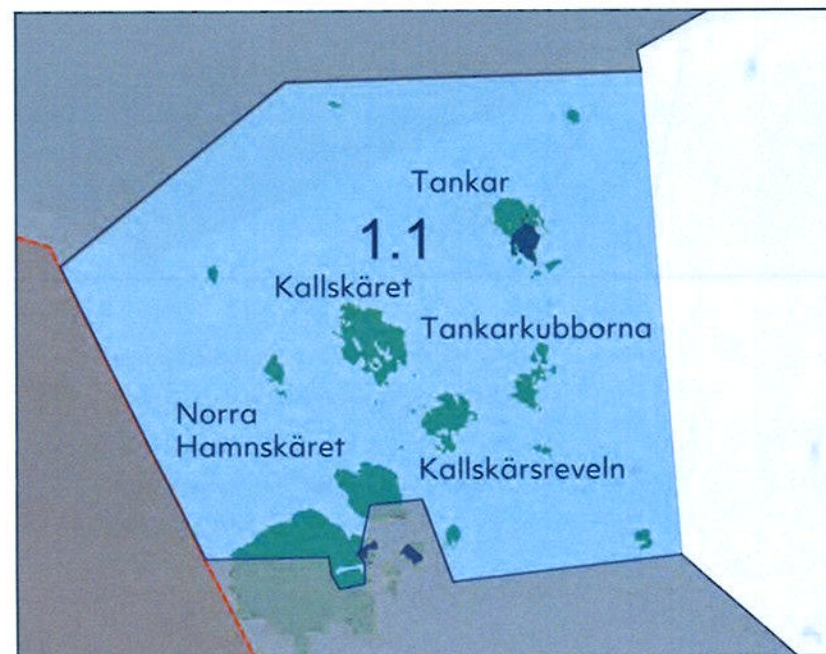 Tankar
1.1
Kallskäret
Tankarkubborna
Norra
Hamnskäret
Kallskärsreveln